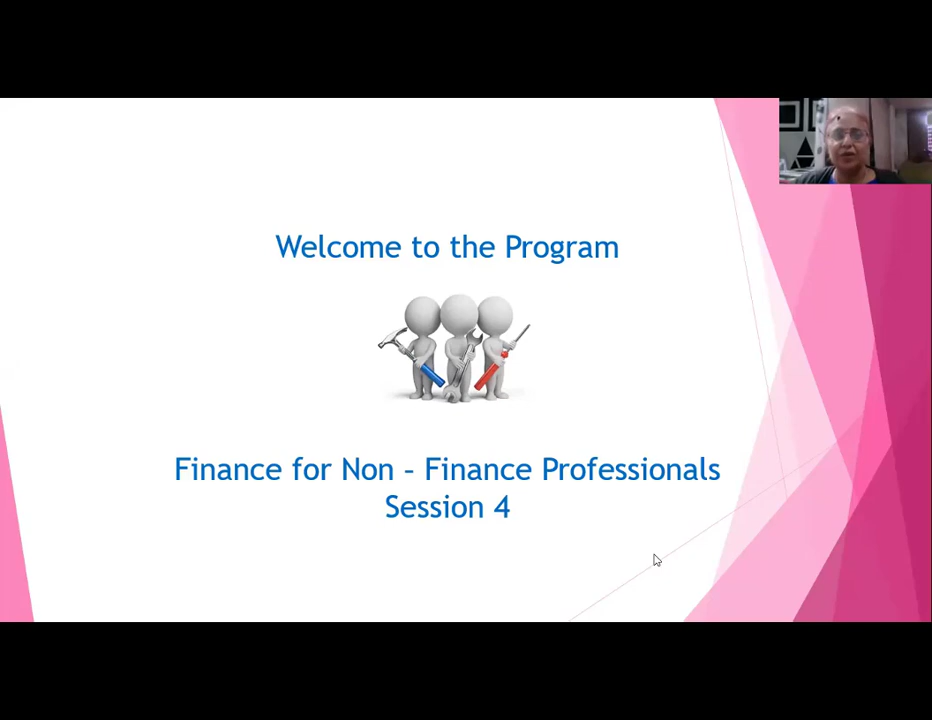 Welcome to the Program
Finance for Non - Finance Professionals
Session 4